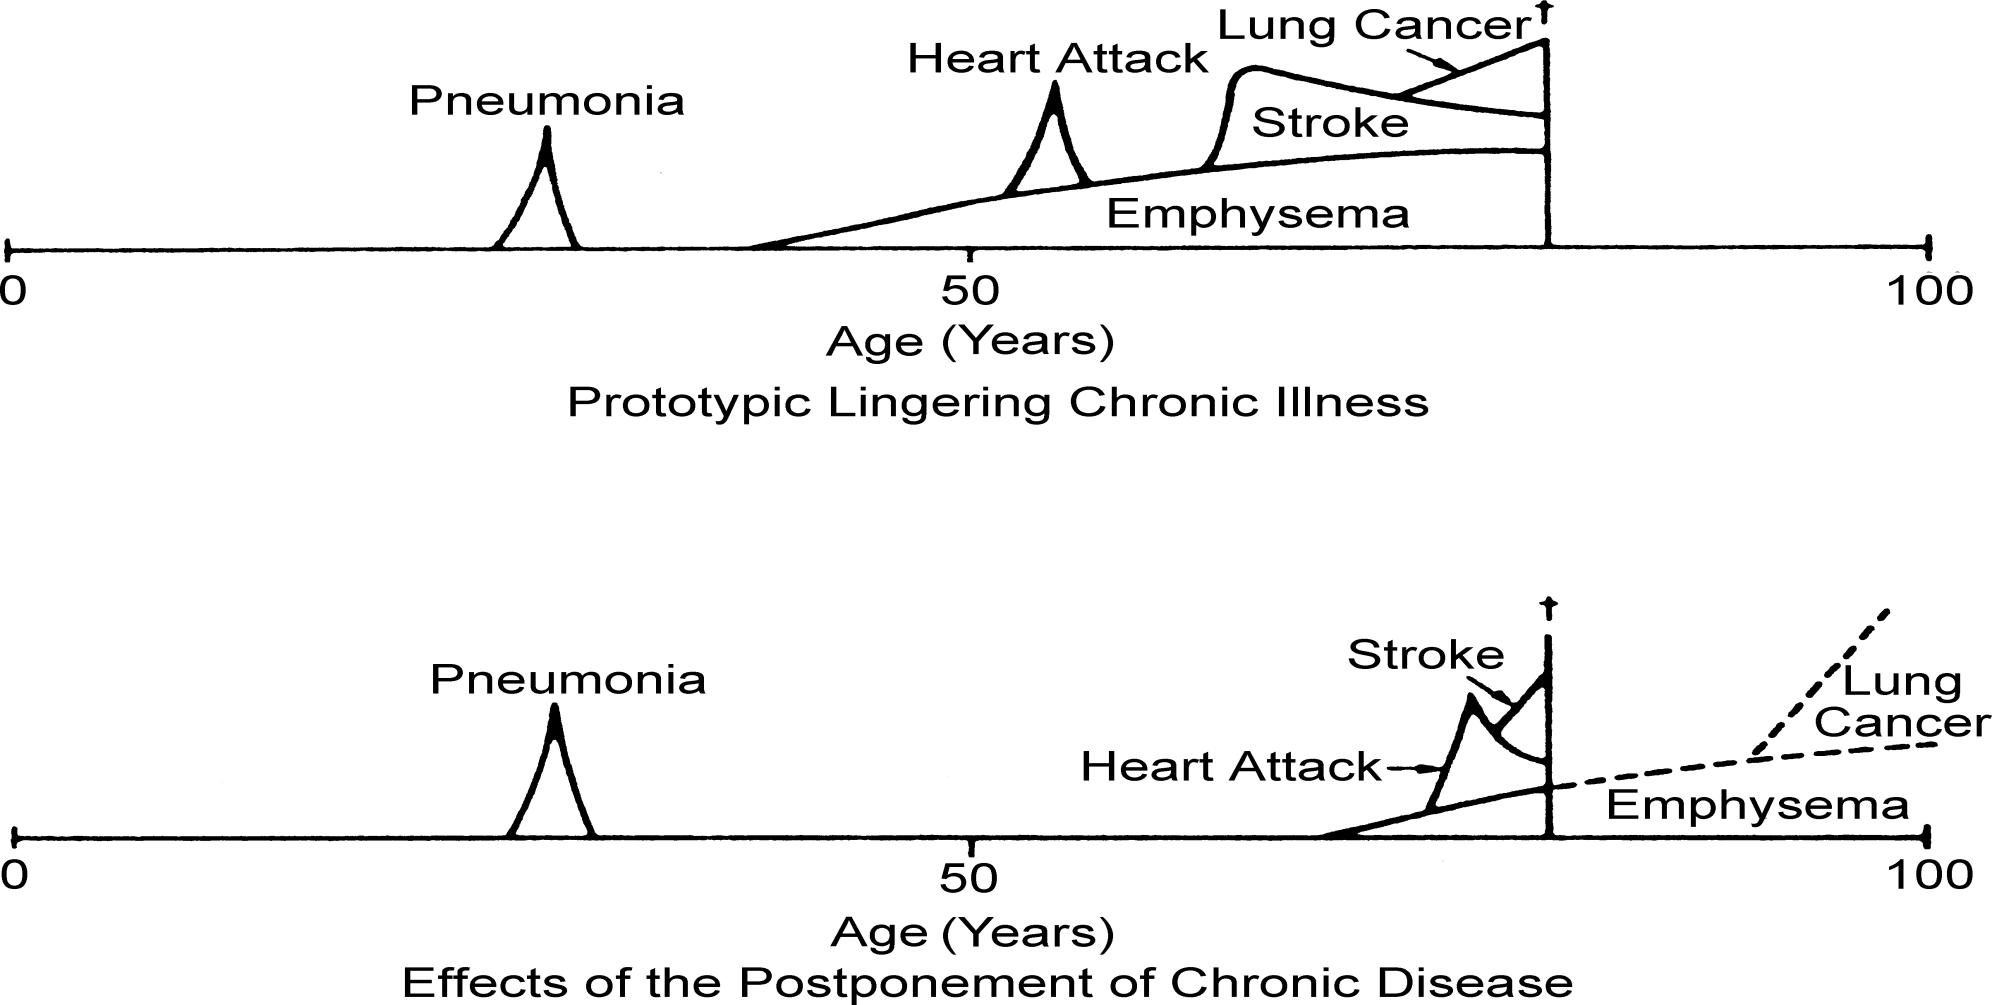 Lung Cancer
Heart Attack
Pneumonia
Stroke
Emphysema
0 50 100
Age (Years)
Prototypic Lingering Chronic Illness
Stroke
Pneumonia
Lung
Cancer
Heart Attack
Emphysema
0 50 100
Age (Years)
Effects of the Postponement of Chronic Disease